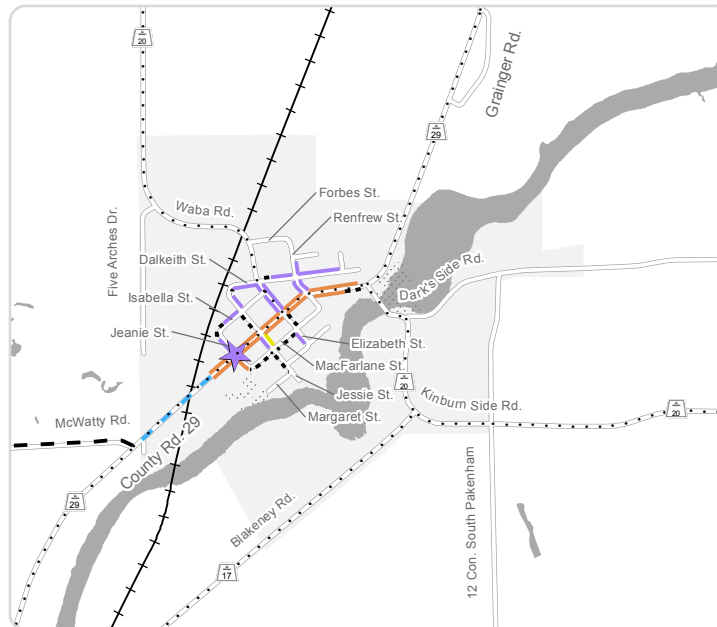 20
Grainger Rd.
29
Forbes St.
Waba Rd.
Renfrew St.
Five Arches Dr.
Dalkeith St.
Dark's Side Rd.
Isabella St.
Jeanie St.
Elizabeth St.
MacFarlane St.
20
Jessie St.
Kinburn Side Rd.
20
McWatty Rd.
Margaret St.
County Rd. 29
29
Blakeney Rd.
12 Con. South Pakenham
17